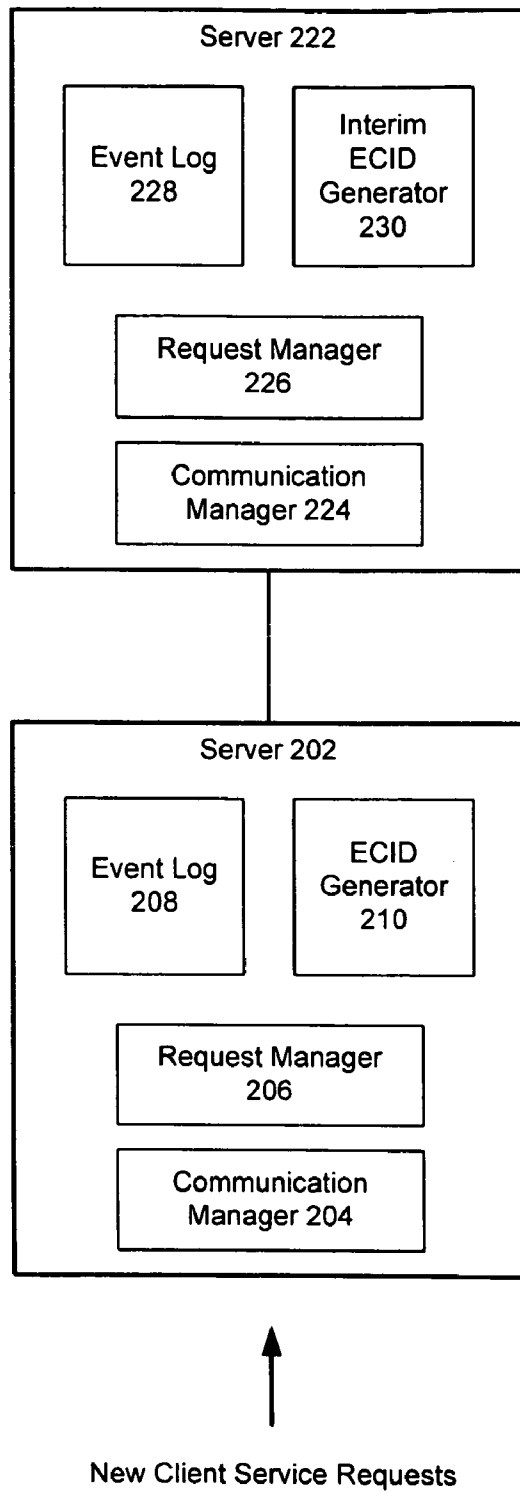 Server 222
Event Log
228
Interim
ECID
Generator
230
Request Manager
226
Communication
Manager 224
Server 202
Event Log
208
ECID
Generator
210
Request Manager
206
Communication
Manager 204
New Client Service Requests